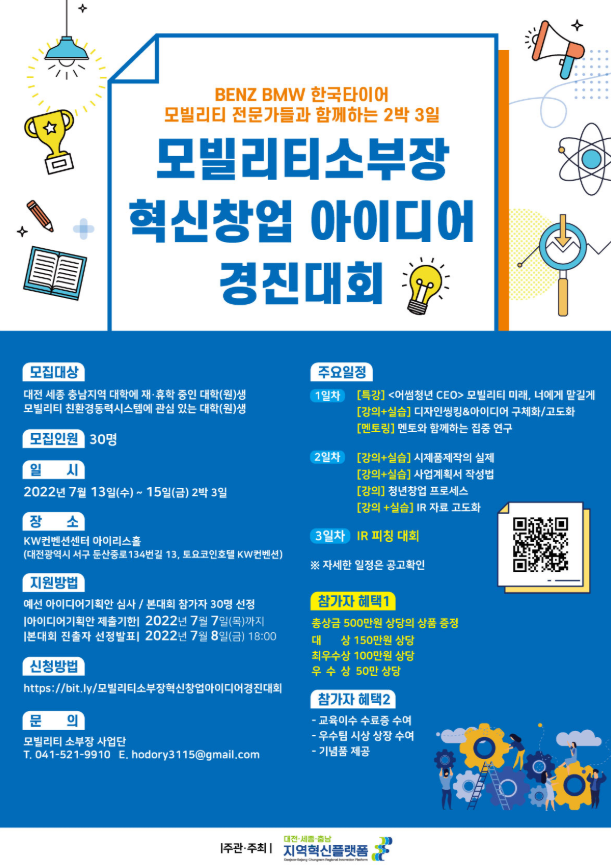 BENZ BMW 한국타이어
모빌리티 전문가들과 함께하는 2박 3일
모빌리티소부장
혁신창업 아이디어
경진대회
모집대상
대전 세종 충남지역 대학에 재·휴학 중인 대학(원)생
모빌리티 친환경동력시스템에 관심 있는 대학(원)생
모집인원 30명
일 시
2022년 7월 13일(수) ~ 15일(금) 2박 3일
장 소
KW컨벤션센터 아이리스홀
(대전광역시 서구 둔산중로134번길 13, 토요코인호텔 KW컨벤션)
지원방법
예선 아이디어기획안 심사 / 본대회 참가자 30명 선정
|아이디어기획안 제출기한| 2022년 7월 7일(목)까지
|본대회 진출자 선정발표| 2022년 7월 8일(금) 18:00
신청방법
https://bit.ly/모빌리티소부장혁신창업아이디어경진대회
문 의
모빌리티 소부장 사업단
T. 041-521-9910 E. hodory3115@gmail.com
주요일정
1일차 [특강] <어썸청년 CEO> 모빌리티 미래, 너에게 맡길게
[강의+실습] 디자인씽킹&아이디어 구체화/고도화
[멘토링] 멘토와 함께하는 집중 연구
2일차 [강의+실습] 시제품제작의 실제
[강의+실습] 사업계획서 작성법
[강의] 청년창업 프로세스
[강의 +실습] IR 자료 고도화
3일차 IR 피칭 대회
※ 자세한 일정은 공고확인
참가자 혜택1
총상금 500만원 상당의 상품 증정
대 상 150만원 상당
최우수상 100만원 상당
우 수 상 50만 상당
참가자 혜택2
- 교육이수 수료증 수여
- 우수팀 시상 상장 수여
- 기념품 제공
|주관·주최|
대전·세종·충남
지역혁신플랫폼